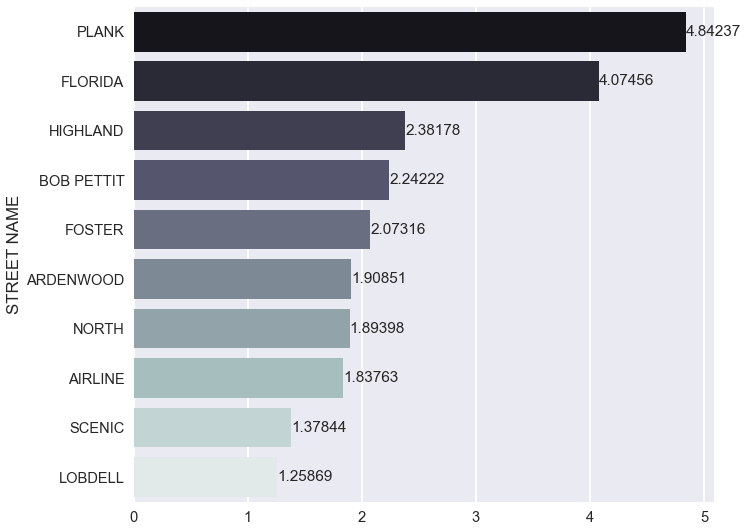 STREET NAME
PLANK 4.84237
FLORIDA 4.07456
HIGHLAND 2.38178
BOB PETTIT 2.24222
FOSTER 2.07316
ARDENWOOD 1.90851
NORTH 1.89398
AIRLINE 1.83763
SCENIC 1.37844
LOBDELL 1.25869
0 1 2 3 4 5